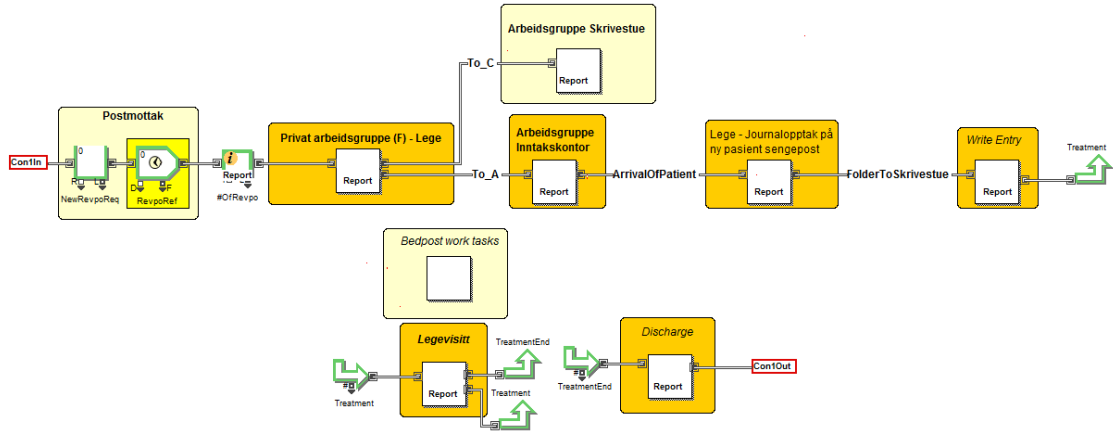 Arbeidsgruppe Skrivestue
Report
To_C
Postmottak
0
0
Con1In
R
L
D
F
NewRevpoReq
RevpoRef
Report
#OfRevpo
Privat arbeidsgruppe (F) - Lege
Report
To_A
Arbeidsgruppe
Inntakskontor
Report
ArrivalOfPatient
Lege - Journalopptak på
ny pasient sengepost
Report
FolderToSkrivestue
Write Entry
Report
Treatment
Bedpost work tasks
Legevisitt
#
Treatment
Report
TreatmentEnd
Treatment
Discharge
#
TreatmentEnd
Report
Con1Out